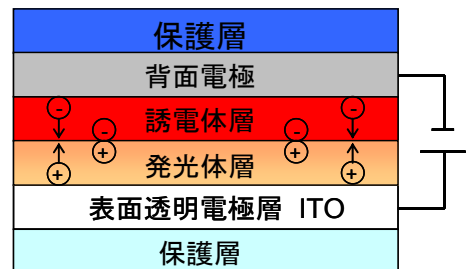 保護層
背面電極
- 誘電体層 -
- -
+ +
+ 発光体層 +
表面透明電極層 ITO
保護層